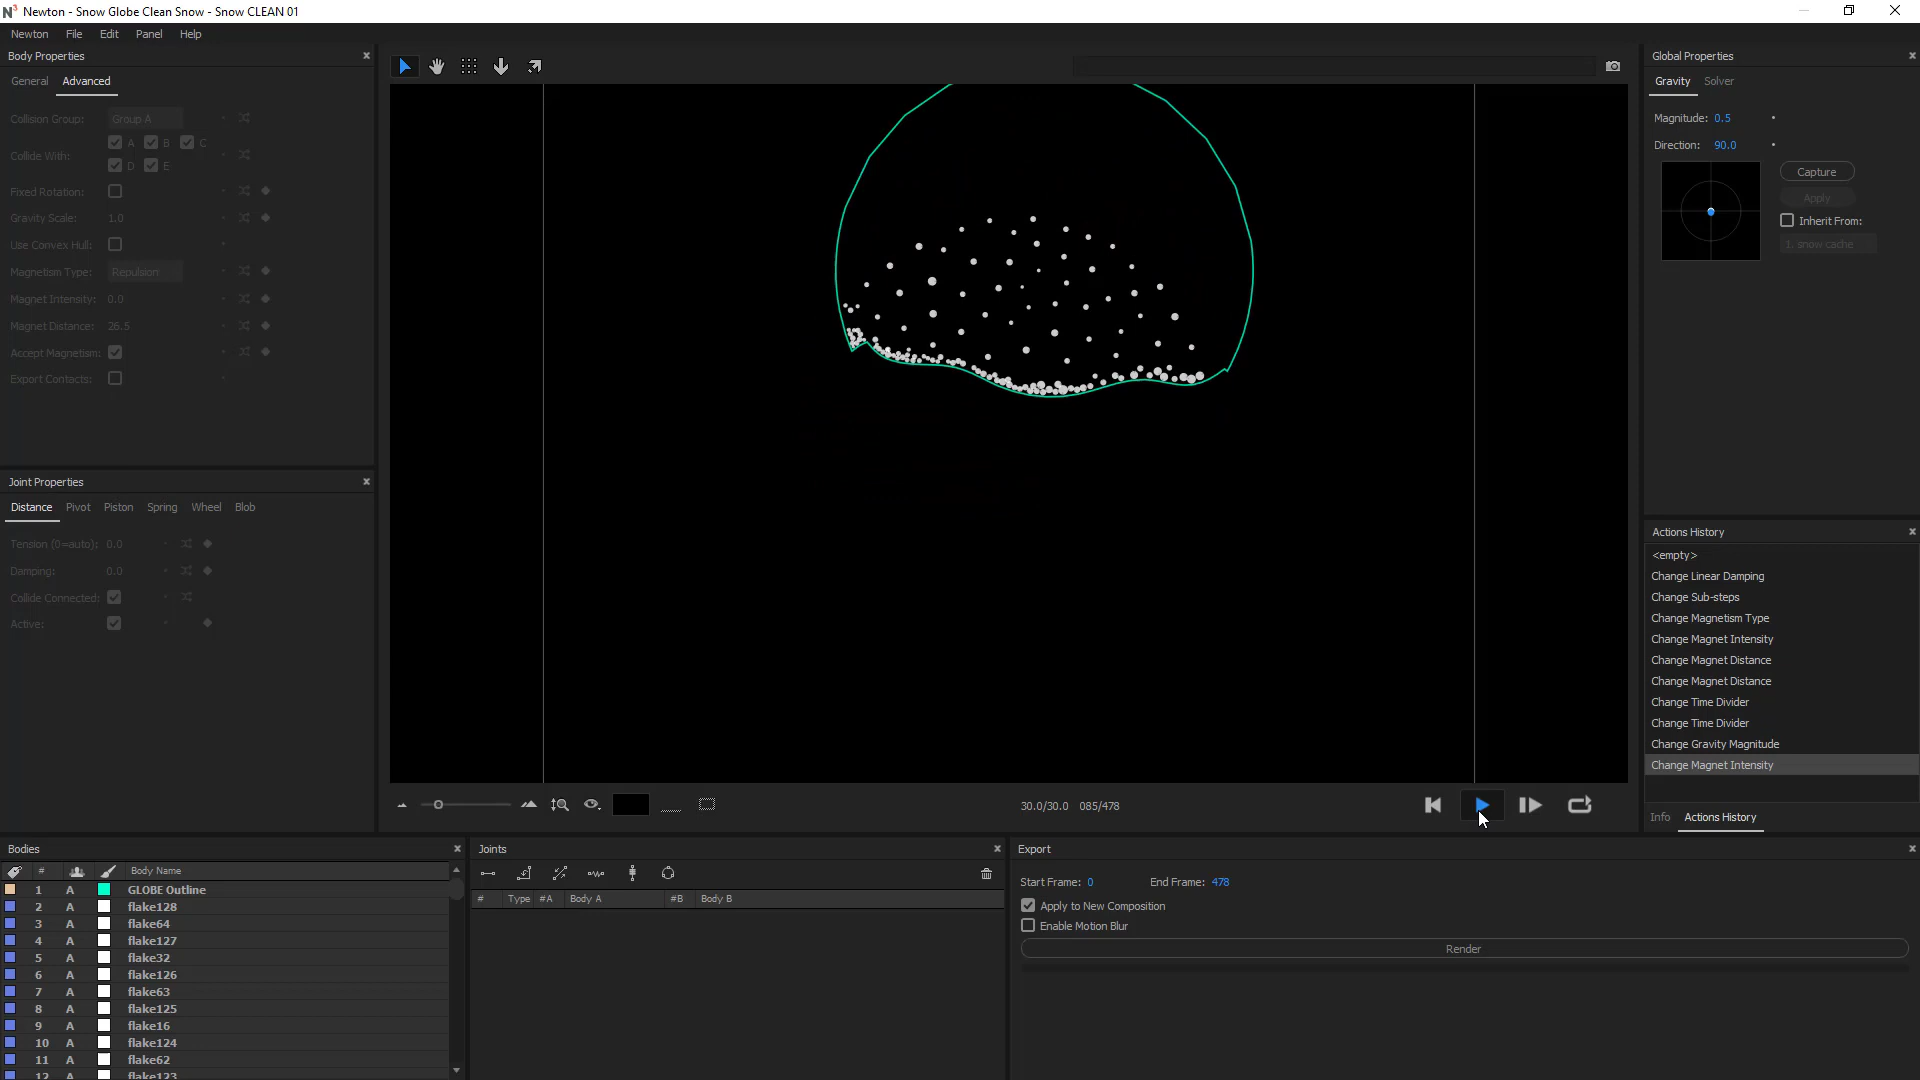 Newton - Snow Globe Clean Snow - Snow CLEAN 01
Newton File Edit Panel Help
Body Properties
General Advanced
Collision Group: Group A
Collide With: A B C
D E
Fixed Rotation:
Gravity Scale: 1.0
Use Convex Hull:
Magnetism Type: Repulsion
Magnet Intensity: 0.0
Magnet Distance: 26.5
Accept Magnetism:
Export Contacts:
Joint Properties
Distance Pivot Piston Spring Wheel Blob
Tension (0=auto): 0.0
Damping: 0.0
Collide Connected:
Active:
30.0/30.0 085/478
Global Properties
Gravity Solver
Magnitude: 0.5
Direction: 90.0
Capture
Apply
Inherit From:
1. snow cache
Actions History
<empty>
Change Linear Damping
Change Sub-steps
Change Magnetism Type
Change Magnet Intensity
Change Magnet Distance
Change Magnet Distance
Change Time Divider
Change Time Divider
Change Gravity Magnitude
Change Magnet Intensity
Info Actions History
Bodies
# Body Name
1 A GLOBE Outline
2 A flake128
3 A flake64
4 A flake127
5 A flake32
6 A flake126
7 A flake63
8 A flake125
9 A flake16
10 A flake124
11 A flake62
12 A flake123
Joints
# Type #A Body A #B Body B
Export
Start Frame: 0 End Frame: 478
Apply to New Composition
Enable Motion Blur
Render